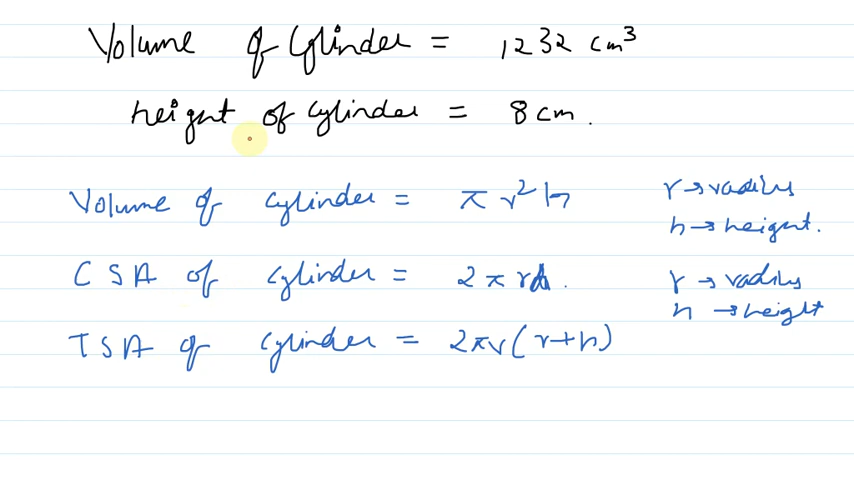 Volume of Cylinder = 1232 cm³
height of cylinder = 8 cm.
Volume of cylinder = πr²h r→radius
h→height.
CSA of cylinder = 2πrh. r→radius
h→height
TSA of cylinder = 2πr(r+h)